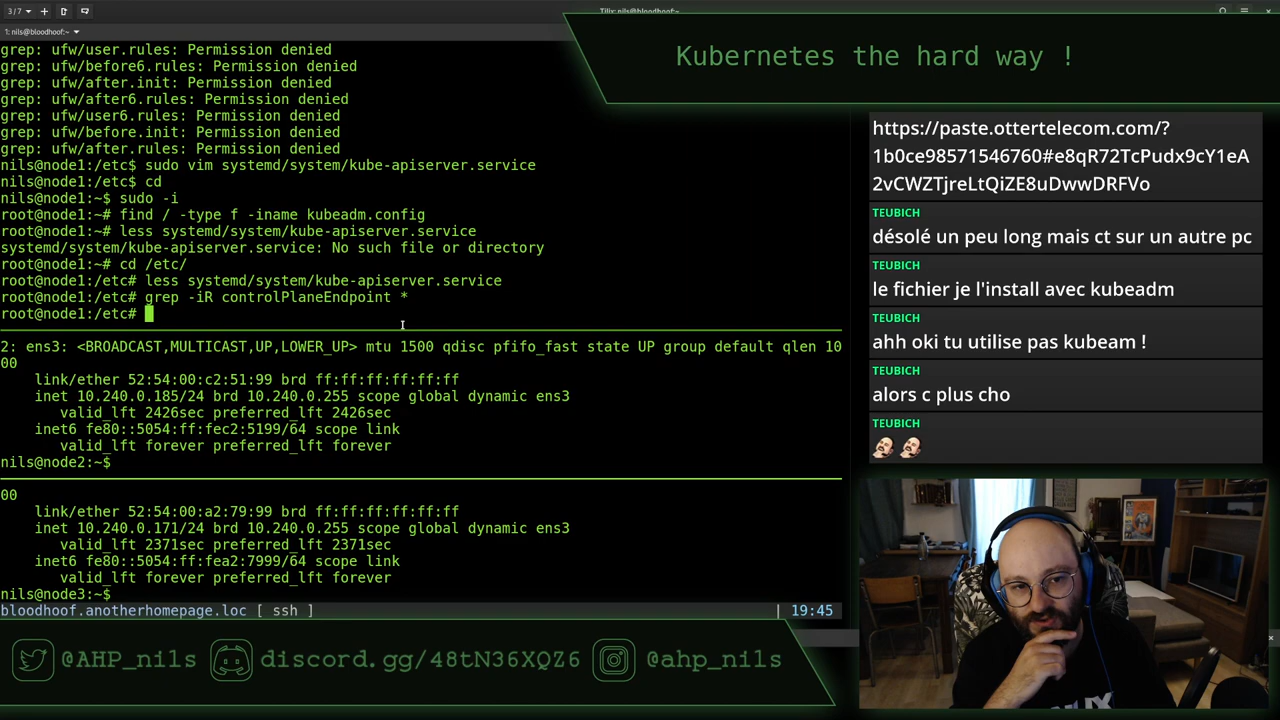 3/7
Tilix: nils@bloodhoof:~
1: nils@bloodhoof:~
Kubernetes the hard way !
grep: ufw/user.rules: Permission denied
grep: ufw/before6.rules: Permission denied
grep: ufw/after.init: Permission denied
grep: ufw/after6.rules: Permission denied
grep: ufw/user6.rules: Permission denied
grep: ufw/before.init: Permission denied
grep: ufw/after.rules: Permission denied
nils@node1:/etc$ sudo vim systemd/system/kube-apiserver.service
nils@node1:/etc$ cd
nils@node1:~$ sudo -i
root@node1:~# find / -type f -iname kubeadm.config
root@node1:~# less systemd/system/kube-apiserver.service
systemd/system/kube-apiserver.service: No such file or directory
root@node1:~# cd /etc/
root@node1:/etc# less systemd/system/kube-apiserver.service
root@node1:/etc# grep -iR controlPlaneEndpoint *
root@node1:/etc#
2: ens3: <BROADCAST,MULTICAST,UP,LOWER_UP> mtu 1500 qdisc pfifo_fast state UP group default qlen 10
00
link/ether 52:54:00:c2:51:99 brd ff:ff:ff:ff:ff:ff
inet 10.240.0.185/24 brd 10.240.0.255 scope global dynamic ens3
valid_lft 2426sec preferred_lft 2426sec
inet6 fe80::5054:ff:fec2:5199/64 scope link
valid_lft forever preferred_lft forever
nils@node2:~$
00
link/ether 52:54:00:a2:79:99 brd ff:ff:ff:ff:ff:ff
inet 10.240.0.171/24 brd 10.240.0.255 scope global dynamic ens3
valid_lft 2371sec preferred_lft 2371sec
inet6 fe80::5054:ff:fea2:7999/64 scope link
valid_lft forever preferred_lft forever
nils@node3:~$
bloodhoof.anotherhomepage.loc [ ssh ] | 19:45
https://paste.ottertelecom.com/?
1b0ce98571546760#e8qR72TcPudx9cY1eA
2vCWZTjreLtQiZE8uDwwDRFVo
TEUBICH
désolé un peu long mais ct sur un autre pc
TEUBICH
le fichier je l'install avec kubeadm
TEUBICH
ahh oki tu utilise pas kubeam !
TEUBICH
alors c plus cho
TEUBICH
@AHP_nils
discord.gg/48tN36XQZ6
@ahp_nils